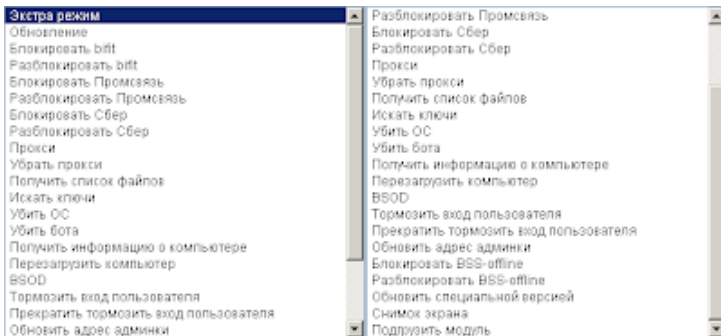 Экстра режим
Обновление
Блокировать bifit
Разблокировать bifit
Блокировать Промсвязь
Разблокировать Промсвязь
Блокировать Сбер
Разблокировать Сбер
Прокси
Убрать прокси
Получить список файлов
Искать ключи
Убить ОС
Убить бота
Получить информацию о компьютере
Перезагрузить компьютер
BSOD
Тормозить вход пользователя
Прекратить тормозить вход пользователя
Обновить адрес админки
Разблокировать Промсвязь
Блокировать Сбер
Разблокировать Сбер
Прокси
Убрать прокси
Получить список файлов
Искать ключи
Убить ОС
Убить бота
Получить информацию о компьютере
Перезагрузить компьютер
BSOD
Тормозить вход пользователя
Прекратить тормозить вход пользователя
Обновить адрес админки
Блокировать BSS-offline
Разблокировать BSS-offline
Обновить специальной версией
Снимок экрана
Подгрузить модуль